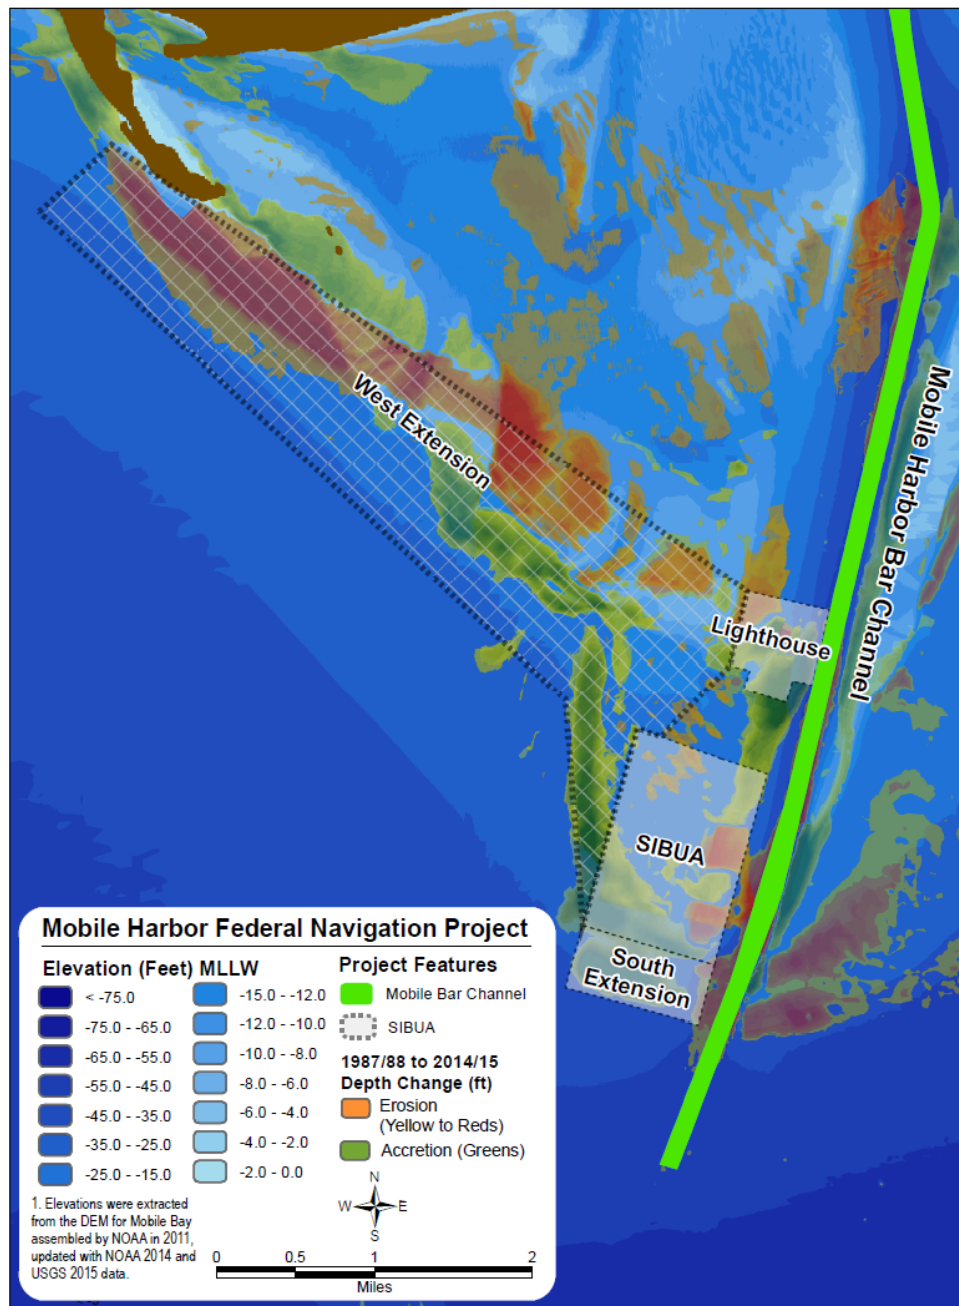 West Extension
Mobile Harbor Bar Channel
Lighthouse
SIBUA
South
Extension
Mobile Harbor Federal Navigation Project
Elevation (Feet) MLLW
< -75.0
-75.0 - -65.0
-65.0 - -55.0
-55.0 - -45.0
-45.0 - -35.0
-35.0 - -25.0
-25.0 - -15.0
-15.0 - -12.0
-12.0 - -10.0
-10.0 - -8.0
-8.0 - -6.0
-6.0 - -4.0
-4.0 - -2.0
-2.0 - 0.0
Project Features
Mobile Bar Channel
SIBUA
1987/88 to 2014/15
Depth Change (ft)
Erosion
(Yellow to Reds)
Accretion (Greens)
1. Elevations were extracted
from the DEM for Mobile Bay
assembled by NOAA in 2011,
updated with NOAA 2014 and
USGS 2015 data.
N
W E
S
0 0.5 1 2
Miles